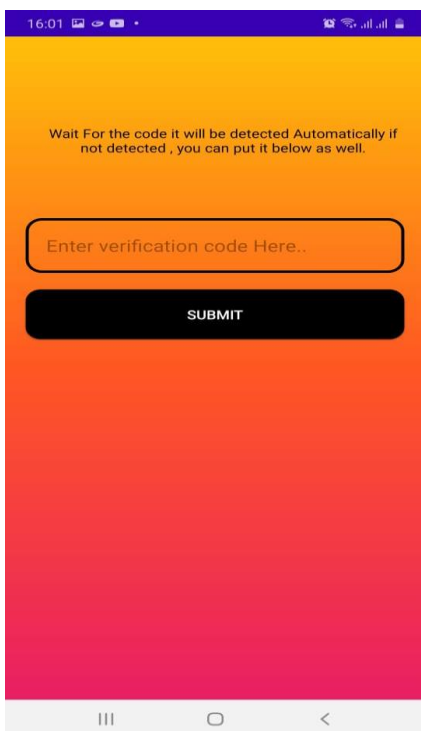 16:01
Wait For the code it will be detected Automatically if
not detected , you can put it below as well.
Enter verification code Here..
SUBMIT